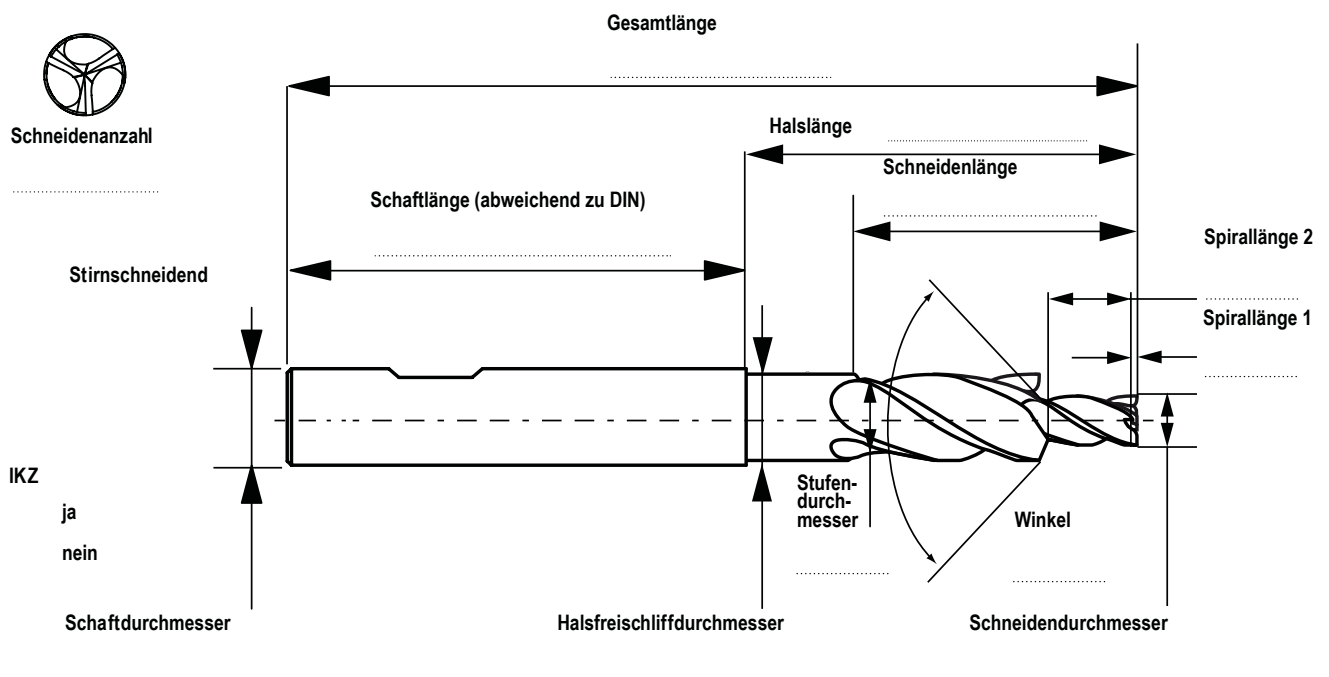 Gesamtlänge
Schneidenanzahl
Halslänge
Schneidenlänge
Schaftlänge (abweichend zu DIN)
Spirallänge 2
Stirnschneidend
Spirallänge 1
IKZ
ja
nein
Stufen-
durch-
messer
Winkel
Schaftdurchmesser
Halsfreischliffdurchmesser
Schneidendurchmesser